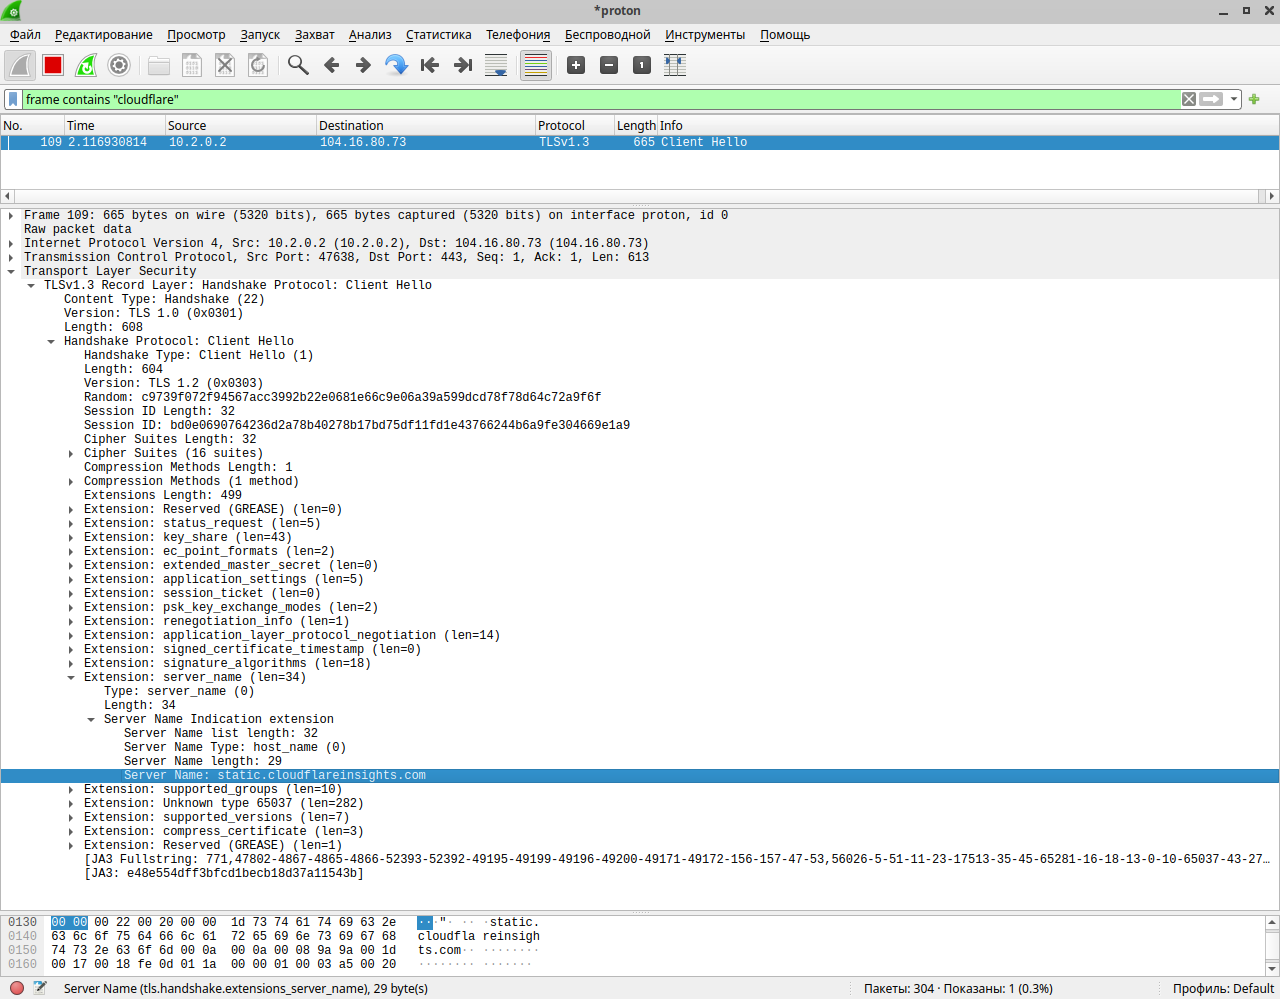 *proton
Файл Редактирование Просмотр Запуск Захват Анализ Статистика Телефония Беспроводной Инструменты Помощь
frame contains "cloudflare"
No. Time Source Destination Protocol Length Info
109 2.116930814 10.2.0.2 104.16.80.73 TLSv1.3 665 Client Hello
Frame 109: 665 bytes on wire (5320 bits), 665 bytes captured (5320 bits) on interface proton, id 0
Raw packet data
Internet Protocol Version 4, Src: 10.2.0.2 (10.2.0.2), Dst: 104.16.80.73 (104.16.80.73)
Transmission Control Protocol, Src Port: 47638, Dst Port: 443, Seq: 1, Ack: 1, Len: 613
Transport Layer Security
TLSv1.3 Record Layer: Handshake Protocol: Client Hello
Content Type: Handshake (22)
Version: TLS 1.0 (0x0301)
Length: 608
Handshake Protocol: Client Hello
Handshake Type: Client Hello (1)
Length: 604
Version: TLS 1.2 (0x0303)
Random: c9739f072f94567acc3992b22e0681e66c9e06a39a599dcd78f78d64c72a9f6f
Session ID Length: 32
Session ID: bd0e0690764236d2a78b40278b17bd75df11fd1e43766244b6a9fe304669e1a9
Cipher Suites Length: 32
Cipher Suites (16 suites)
Compression Methods Length: 1
Compression Methods (1 method)
Extensions Length: 499
Extension: Reserved (GREASE) (len=0)
Extension: status_request (len=5)
Extension: key_share (len=43)
Extension: ec_point_formats (len=2)
Extension: extended_master_secret (len=0)
Extension: application_settings (len=5)
Extension: session_ticket (len=0)
Extension: psk_key_exchange_modes (len=2)
Extension: renegotiation_info (len=1)
Extension: application_layer_protocol_negotiation (len=14)
Extension: signed_certificate_timestamp (len=0)
Extension: signature_algorithms (len=18)
Extension: server_name (len=34)
Type: server_name (0)
Length: 34
Server Name Indication extension
Server Name list length: 32
Server Name Type: host_name (0)
Server Name length: 29
Server Name: static.cloudflareinsights.com
Extension: supported_groups (len=10)
Extension: Unknown type 65037 (len=282)
Extension: supported_versions (len=7)
Extension: compress_certificate (len=3)
Extension: Reserved (GREASE) (len=1)
[JA3 Fullstring: 771,47802-4867-4865-4866-52393-52392-49195-49199-49196-49200-49171-49172-156-157-47-53,56026-5-51-11-23-17513-35-45-65281-16-18-13-0-10-65037-43-27…
[JA3: e48e554dff3bfcd1becb18d37a11543b]
0130 00 00 00 22 00 20 00 00 1d 73 74 61 74 69 63 2e ···"· ·· ·static.
0140 63 6c 6f 75 64 66 6c 61 72 65 69 6e 73 69 67 68 cloudfla reinsigh
0150 74 73 2e 63 6f 6d 00 0a 00 0a 00 08 9a 9a 00 1d ts.com·· ········
0160 00 17 00 18 fe 0d 01 1a 00 00 01 00 03 a5 00 20 ········ ·······
Server Name (tls.handshake.extensions_server_name), 29 byte(s) Пакеты: 304 · Показаны: 1 (0.3%) Профиль: Default